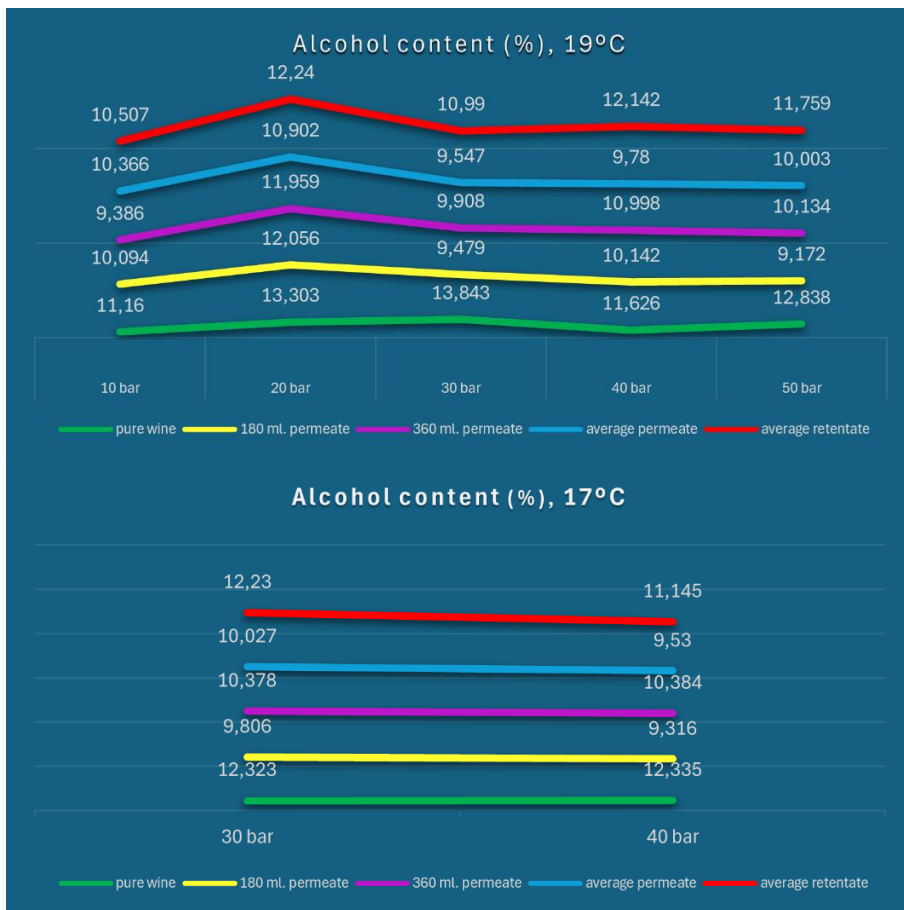 Alcohol content (%), 19ºC
12,24
10,507 10,99 12,142 11,759
10,902
10,366 9,547 9,78 10,003
11,959
9,386 9,908 10,998 10,134
12,056
10,094 9,479 10,142 9,172
11,16 13,303 13,843 11,626 12,838
10 bar 20 bar 30 bar 40 bar 50 bar
pure wine 180 ml. permeate 360 ml. permeate average permeate average retentate
Alcohol content (%), 17ºC
12,23 11,145
10,027 9,53
10,378 10,384
9,806 9,316
12,323 12,335
30 bar 40 bar
pure wine 180 ml. permeate 360 ml. permeate average permeate average retentate